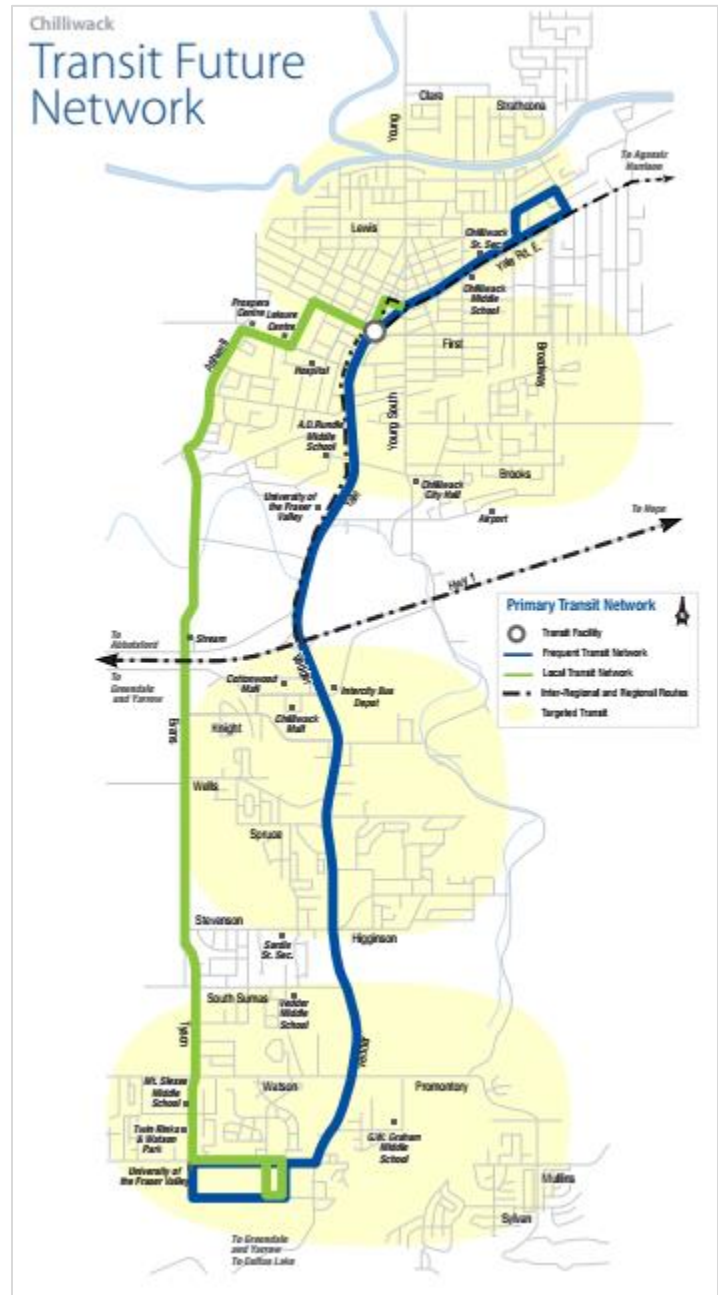 Chilliwack
Transit Future
Network
Clare
Strathcona
Young
To Agassiz
Harrison
Lewis
Chilliwack
Sr. Sec.
Yale Rd. E.
Chilliwack
Middle
School
Prospera
Centre
Leisure
Centre
First
Ashwell
Hospital
Broadway
Young South
A.D. Rundle
Middle
School
Brooks
Chilliwack
City Hall
University of
the Fraser
Valley
Yale
Airport
To Hope
Hwy 1
Primary Transit Network
Transit Facility
Frequent Transit Network
Local Transit Network
Inter-Regional and Regional Routes
Targeted Transit
To
Abbotsford
Stream
To
Greendale
and Yarrow
Vedder
Cottonwood
Mall
Intercity Bus
Depot
Chilliwack
Mall
Evans
Knight
Wells
Spruce
Stevenson
Higginson
Sardis
Sr. Sec.
South Sumas
Vedder
Middle
School
Tyson
Vedder
Mt. Slesse
Middle
School
Watson
Promontory
Twin Rinks
& Watson
Park
G.W. Graham
Middle
School
University of
the Fraser Valley
Mullins
Sylvan
To Greendale
and Yarrow
To Cultus Lake